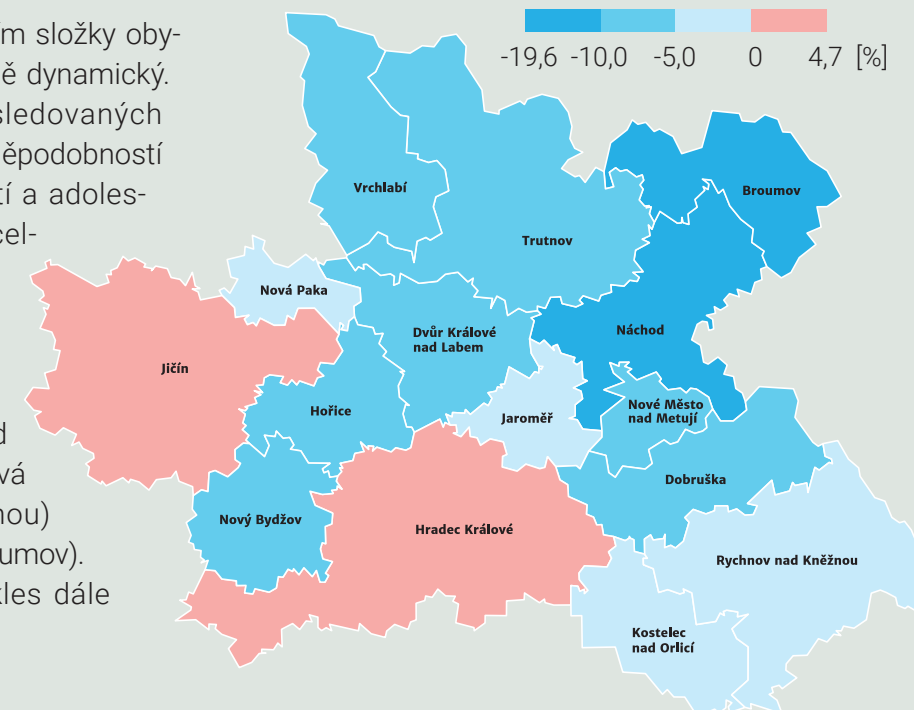 ím složky oby-
ě dynamický.
sledovaných
ěpodobností
tí a adoles-
cel-
d
vá
nou)
umov).
kles dále
-19,6 -10,0 -5,0 0 4,7 [%]
Vrchlabí
Broumov
Trutnov
Nová Paka
Dvůr Králové
nad Labem
Náchod
Jičín
Hořice
Jaroměř
Nové Město
nad Metují
Dobruška
Nový Bydžov
Hradec Králové
Rychnov nad Kněžnou
Kostelec
nad Orlicí